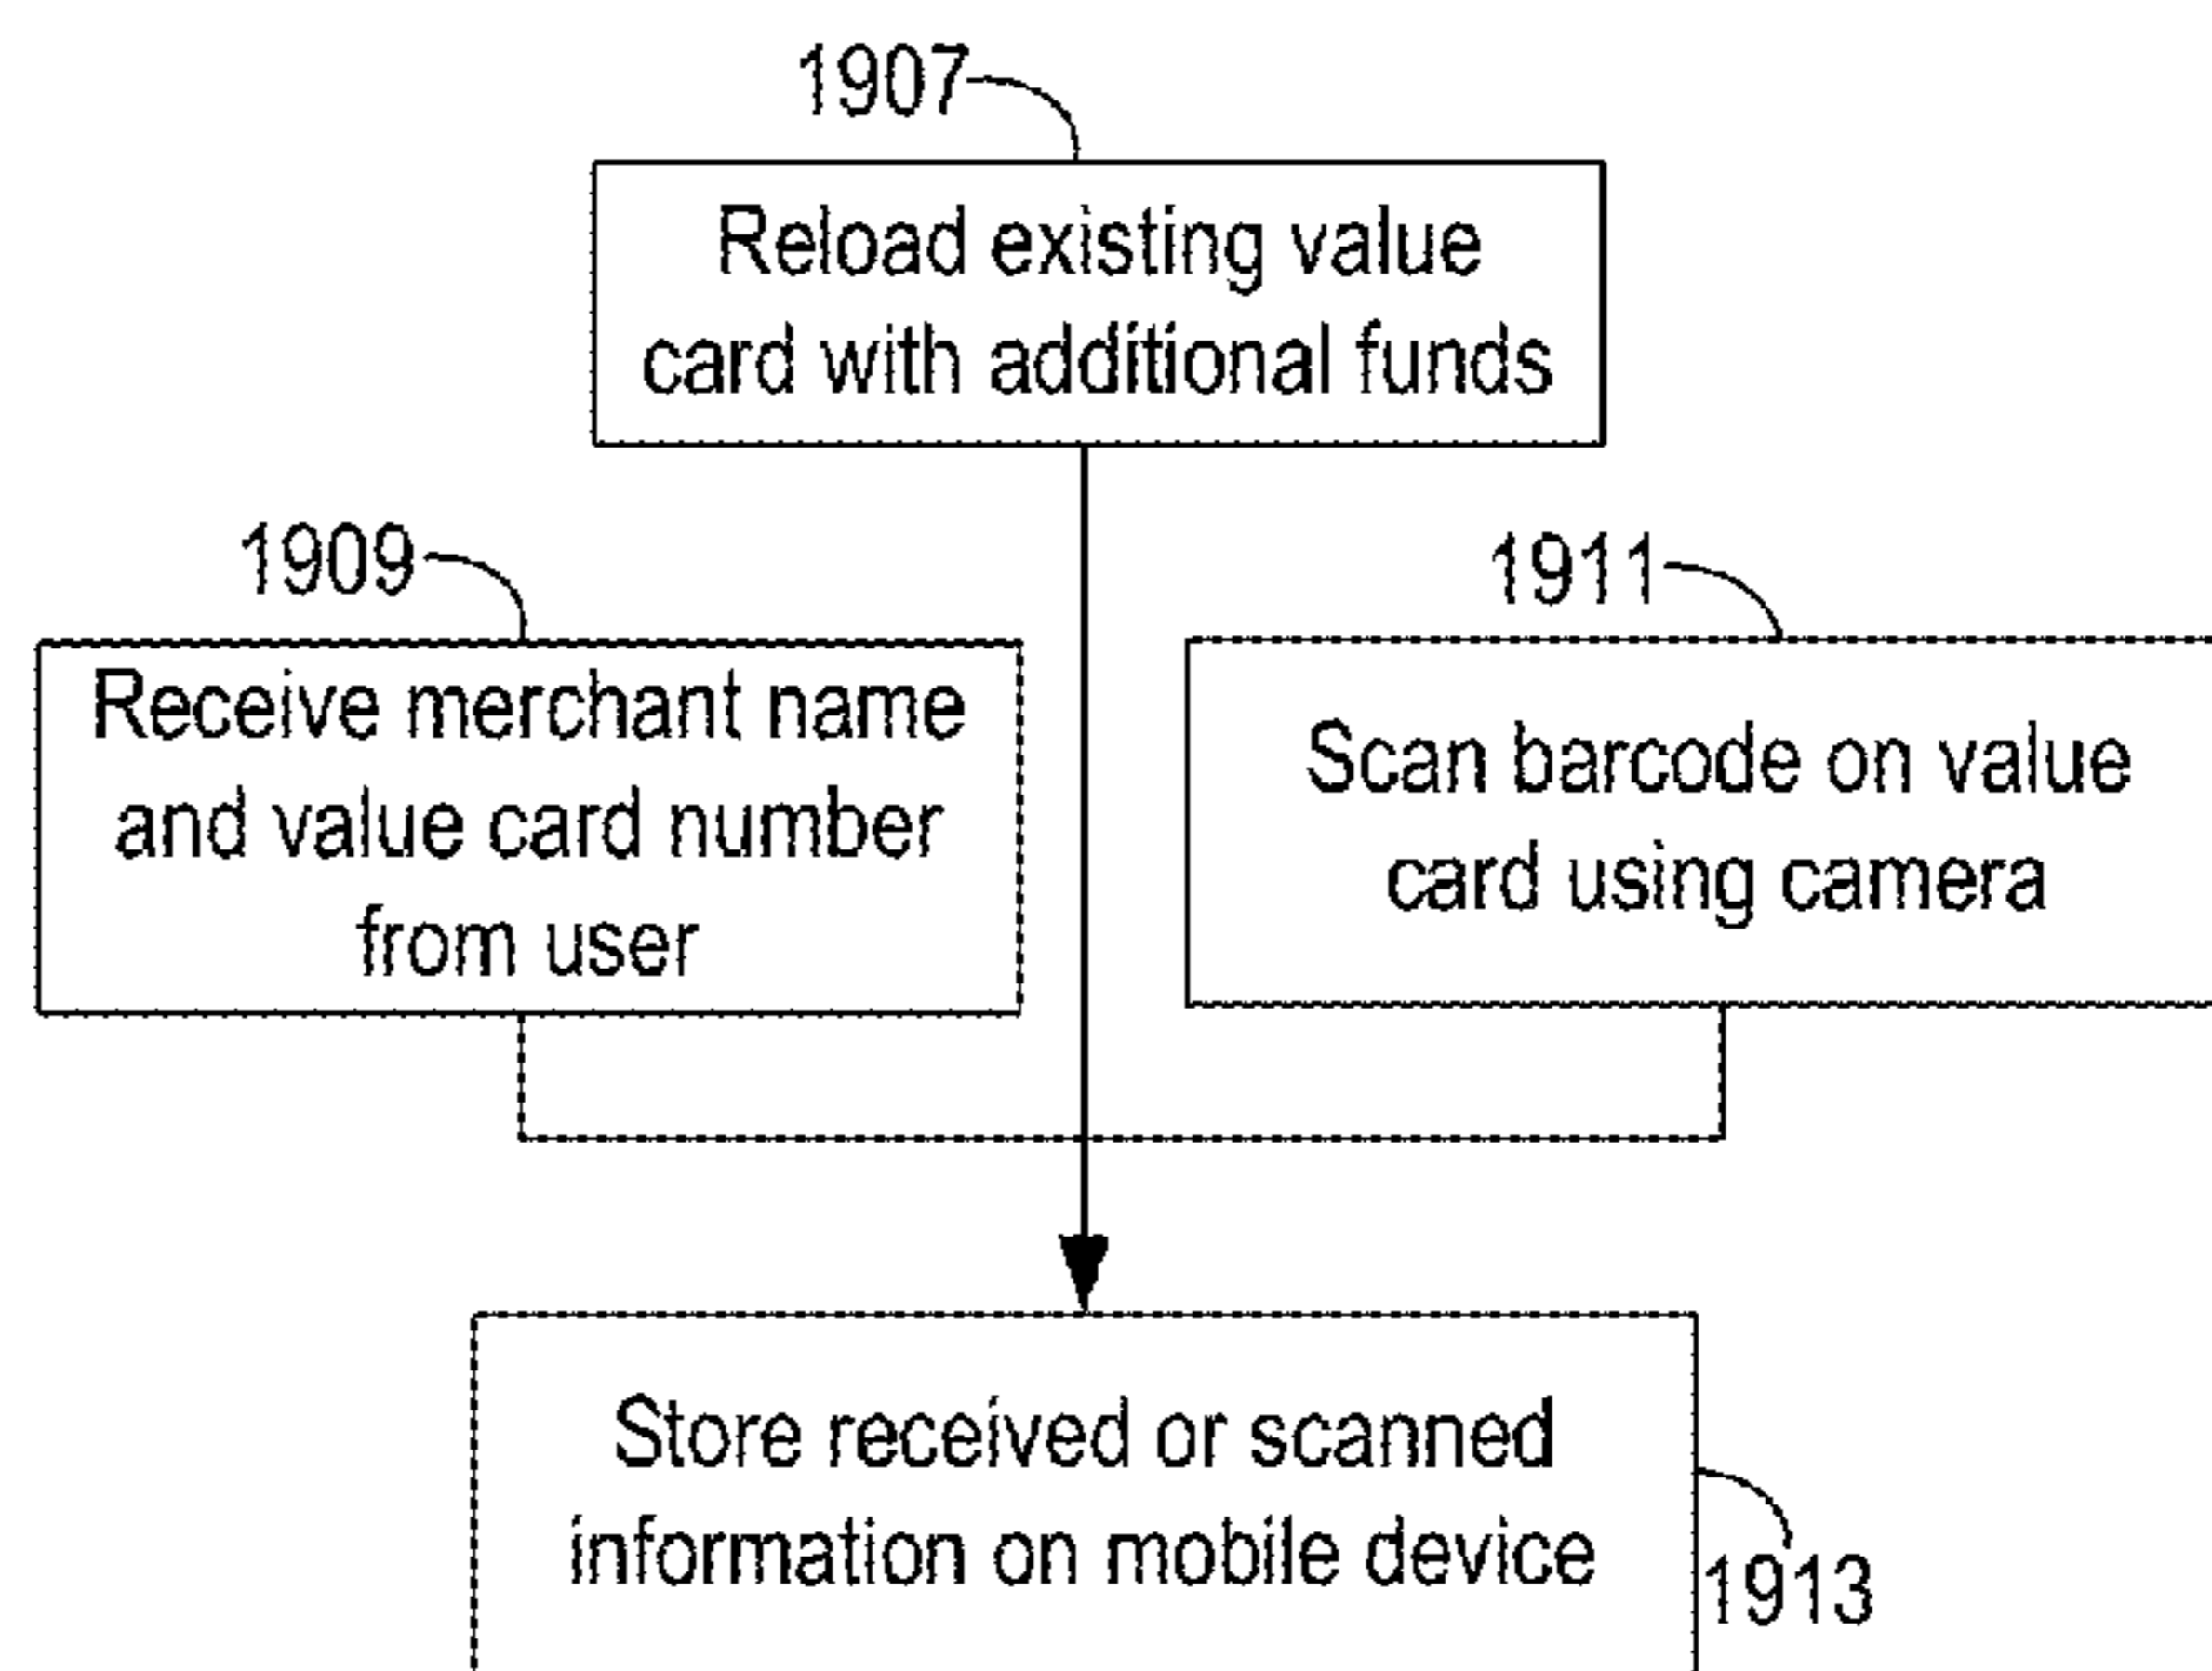 1907
Reload existing value
card with additional funds
1909
1911
Receive merchant name
and value card number
from user
Scan barcode on value
card using camera
Store received or scanned
information on mobile device
1913